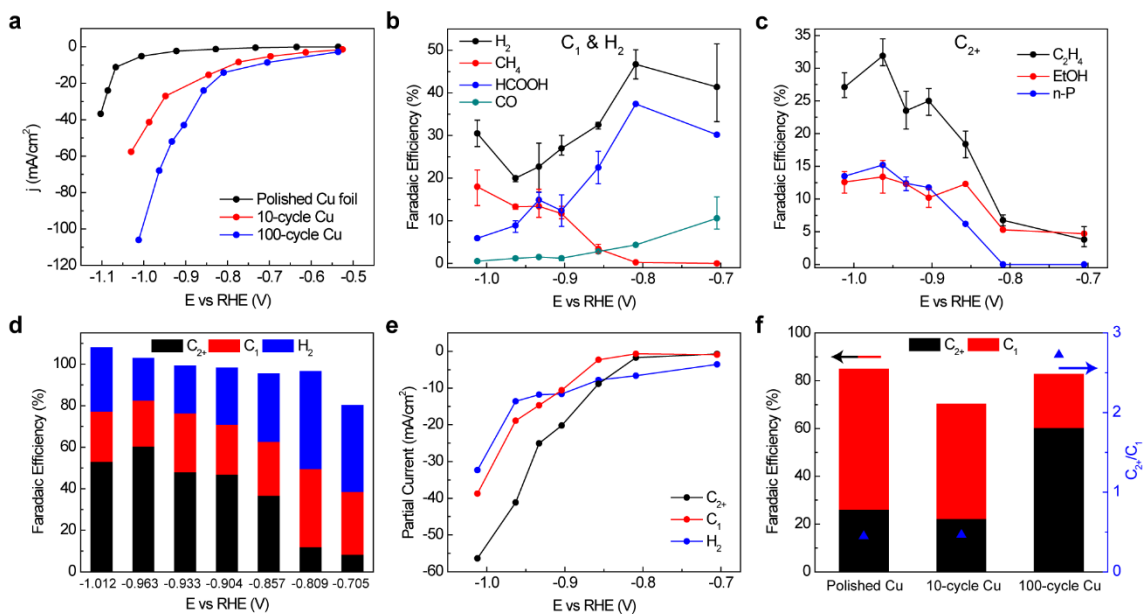 a
j (mA/cm²)
0
-20
-40
-60
-80
-100
-120
Polished Cu foil
10-cycle Cu
100-cycle Cu
-1.1 -1.0 -0.9 -0.8 -0.7 -0.6 -0.5
E vs RHE (V)
b
Faradaic Efficiency (%)
50
40
30
20
10
0
H₂
CH₄
HCOOH
CO
C₁ & H₂
-1.0 -0.9 -0.8 -0.7
E vs RHE (V)
c
Faradaic Efficiency (%)
35
30
25
20
15
10
5
0
C₂₊
C₂H₄
EtOH
n-P
-1.0 -0.9 -0.8 -0.7
E vs RHE (V)
d
Faradaic Efficiency (%)
100
80
60
40
20
0
C₂₊ C₁ H₂
-1.012 -0.963 -0.933 -0.904 -0.857 -0.809 -0.705
E vs RHE (V)
e
Partial Current (mA/cm²)
0
-10
-20
-30
-40
-50
-60
C₂₊
C₁
H₂
-1.0 -0.9 -0.8 -0.7
E vs RHE (V)
f
Faradaic Efficiency (%)
100
80
60
40
20
0
C₂₊ C₁
Polished Cu 10-cycle Cu 100-cycle Cu
3
2
1
0
C₂₊/C₁